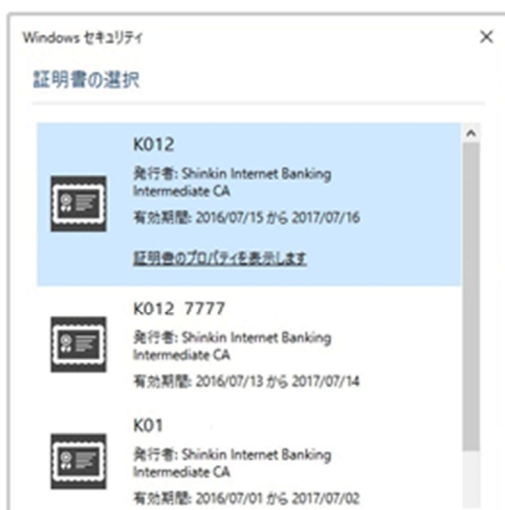 Windows セキュリティ
証明書の選択
K012
発行者: Shinkin Internet Banking
Intermediate CA
有効期間: 2016/07/15 から 2017/07/16
証明書のプロパティを表示します
K012 7777
発行者: Shinkin Internet Banking
Intermediate CA
有効期間: 2016/07/13 から 2017/07/14
K01
発行者: Shinkin Internet Banking
Intermediate CA
有効期間: 2016/07/01 から 2017/07/02